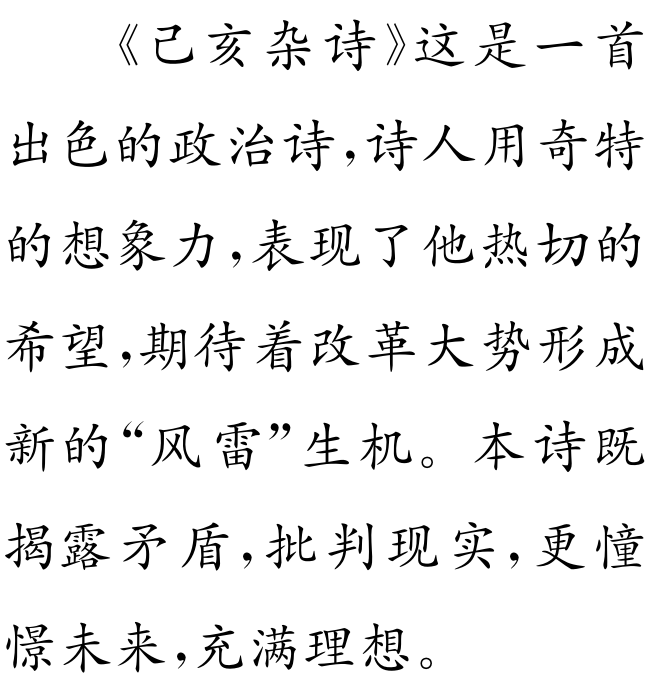 《己亥杂诗》这是一首
出色的政治诗,诗人用奇特
的想象力,表现了他热切的
希望,期待着改革大势形成
新的“风雷”生机。本诗既
揭露矛盾,批判现实,更憧
憬未来,充满理想。